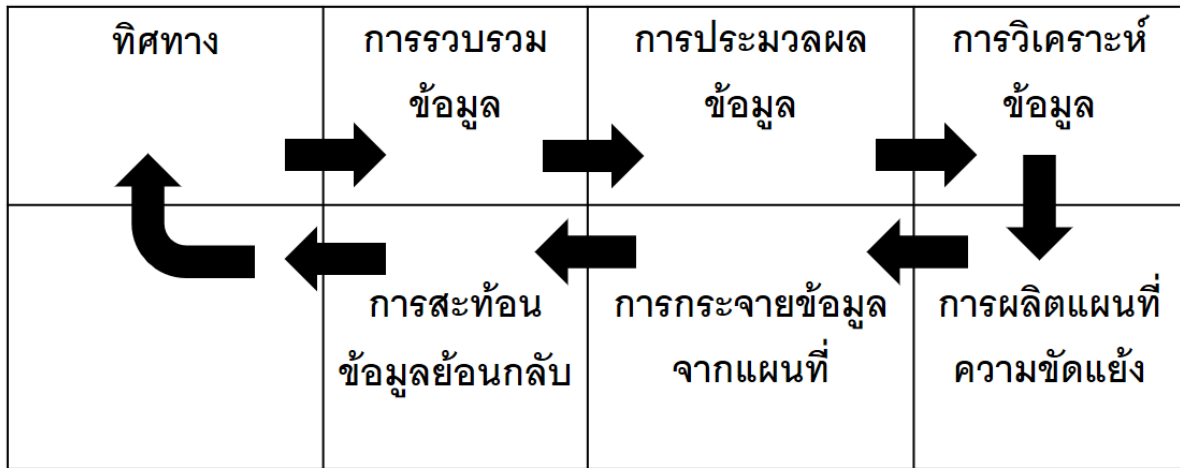 ทิศทาง
การรวบรวม
ข้อมูล
การประมวลผล
ข้อมูล
การวิเคราะห์
ข้อมูล
การสะท้อน
ข้อมูลย้อนกลับ
การกระจายข้อมูล
จากแผนที่
การผลิตแผนที่
ความขัดแย้ง